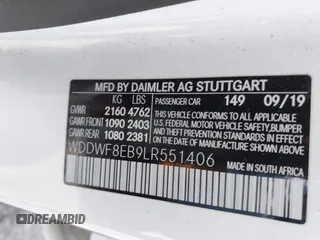 MFD BY DAIMLER AG STUTTGART
KG LBS PASSENGER CAR 149 09/19
GVWR 2160 4762
GAWR FRONT 1090 2403
GAWR REAR 1080 2381
THIS VEHICLE CONFORMS TO ALL APPLICABLE
U.S. FEDERAL MOTOR VEHICLE SAFETY, BUMPER,
AND THEFT PREVENTION STANDARDS IN EFFECT
ON THE DATE OF MANUFACTURE SHOWN ABOVE.
WDDWF8EB9LR551406
MADE IN SOUTH AFRICA
DREAMBID